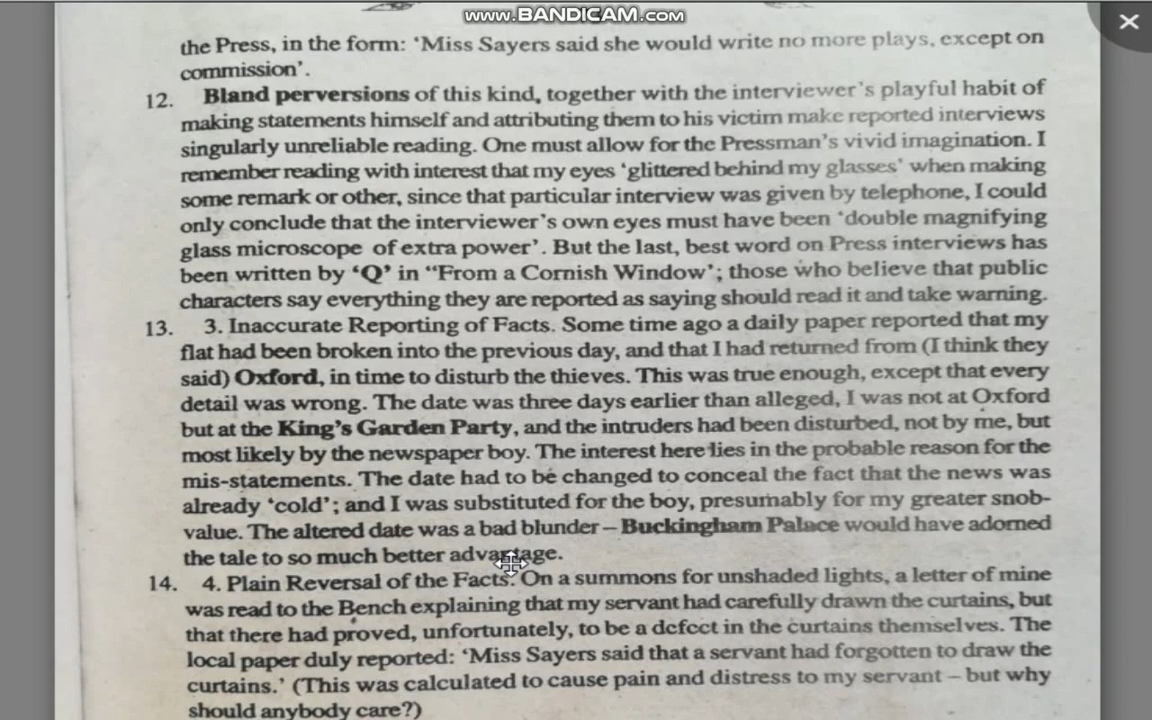 www.BANDICAM.com
the Press, in the form: ‘Miss Sayers said she would write no more plays, except on
commission’.
12. Bland perversions of this kind, together with the interviewer’s playful habit of
making statements himself and attributing them to his victim make reported interviews
singularly unreliable reading. One must allow for the Pressman’s vivid imagination. I
remember reading with interest that my eyes ‘glittered behind my glasses’ when making
some remark or other, since that particular interview was given by telephone, I could
only conclude that the interviewer’s own eyes must have been ‘double magnifying
glass microscope of extra power’. But the last, best word on Press interviews has
been written by ‘Q’ in “From a Cornish Window’; those who believe that public
characters say everything they are reported as saying should read it and take warning.
13. 3. Inaccurate Reporting of Facts. Some time ago a daily paper reported that my
flat had been broken into the previous day, and that I had returned from (I think they
said) Oxford, in time to disturb the thieves. This was true enough, except that every
detail was wrong. The date was three days earlier than alleged, I was not at Oxford
but at the King’s Garden Party, and the intruders had been disturbed, not by me, but
most likely by the newspaper boy. The interest here lies in the probable reason for the
mis-statements. The date had to be changed to conceal the fact that the news was
already ‘cold’; and I was substituted for the boy, presumably for my greater snob-
value. The altered date was a bad blunder – Buckingham Palace would have adorned
the tale to so much better advantage.
14. 4. Plain Reversal of the Facts. On a summons for unshaded lights, a letter of mine
was read to the Bench explaining that my servant had carefully drawn the curtains, but
that there had proved, unfortunately, to be a defect in the curtains themselves. The
local paper duly reported: ‘Miss Sayers said that a servant had forgotten to draw the
curtains.’ (This was calculated to cause pain and distress to my servant – but why
should anybody care?)